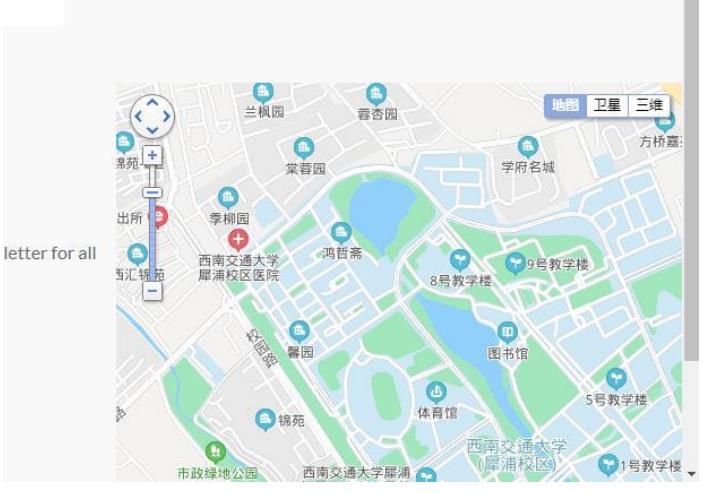 兰枫园
蓉杏园
地图 卫星 三维
方桥嘉
棠蓉园
学府名城
锦苑
出所
季柳园
letter for all
西南交通大学
犀浦校区医院
鸿哲斋
8号教学楼
9号教学楼
西汇锦苑
校园路
馨园
图书馆
5号教学楼
体育馆
锦苑
西南交通大学
(犀浦校区)
1号教学楼
市政绿地公园
西南交通大学犀浦